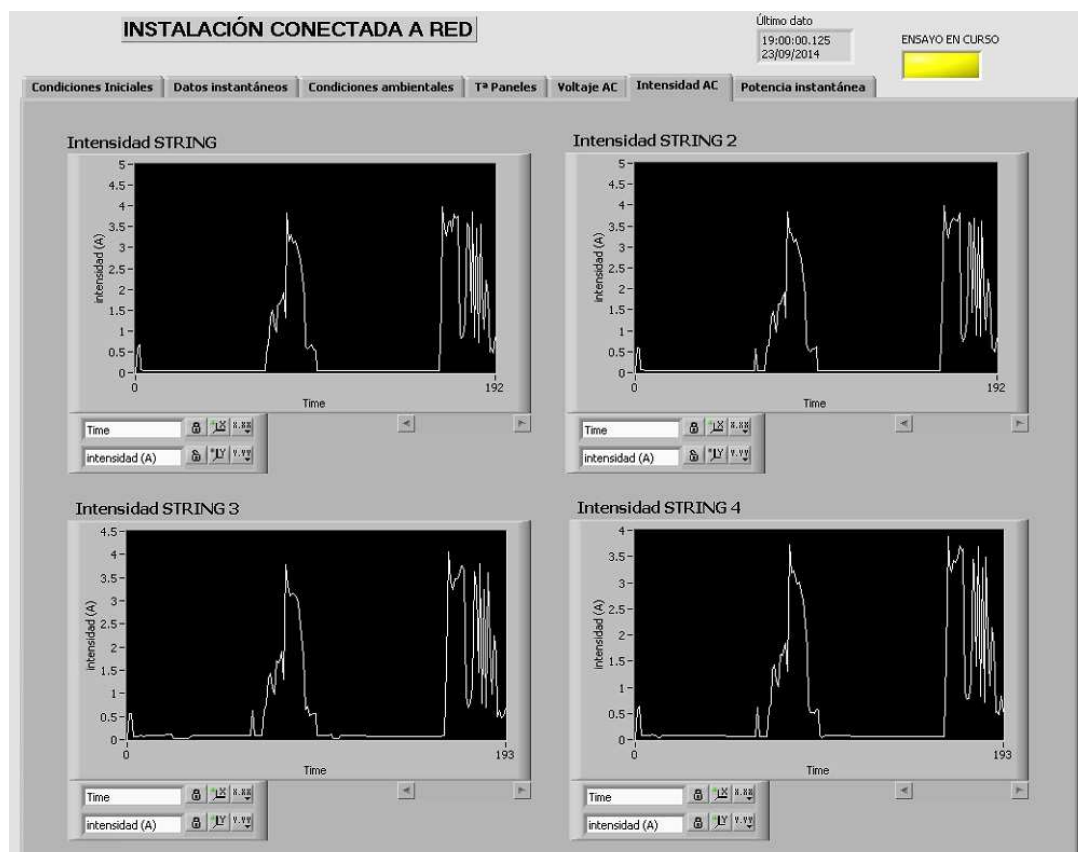 INSTALACIÓN CONECTADA A RED
Último dato
19:00:00.125
23/09/2014
ENSAYO EN CURSO
Condiciones Iniciales Datos instantáneos Condiciones ambientales Tª Paneles Voltaje AC Intensidad AC Potencia instantánea
Intensidad STRING
5
4.5
4
3.5
3
2.5
2
1.5
1
0.5
0
intensidad (A)
0 192
Time
Time
intensidad (A)
Intensidad STRING 2
5
4.5
4
3.5
3
2.5
2
1.5
1
0.5
0
intensidad (A)
0 192
Time
Time
intensidad (A)
Intensidad STRING 3
4.5
4
3.5
3
2.5
2
1.5
1
0.5
0
intensidad (A)
0 193
Time
Time
intensidad (A)
Intensidad STRING 4
4
3.5
3
2.5
2
1.5
1
0.5
0
intensidad (A)
0 193
Time
Time
intensidad (A)